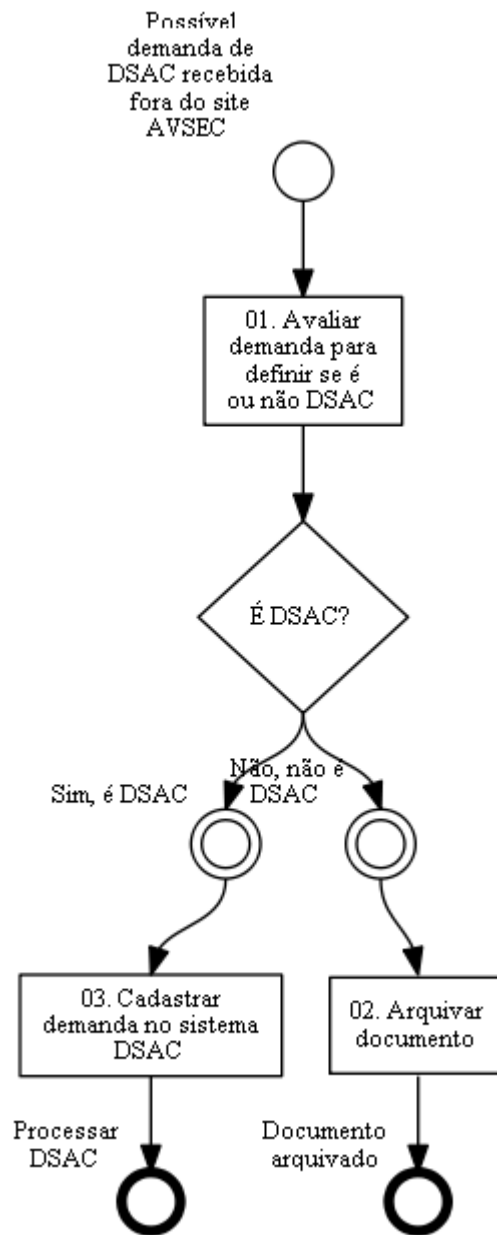 Possível
demanda de
DSAC recebida
fora do site
AVSEC
01. Avaliar
demanda para
definir se é
ou não DSAC
É DSAC?
Sim, é DSAC
Não, não é
DSAC
03. Cadastrar
demanda no sistema
DSAC
02. Arquivar
documento
Processar
DSAC
Documento
arquivado